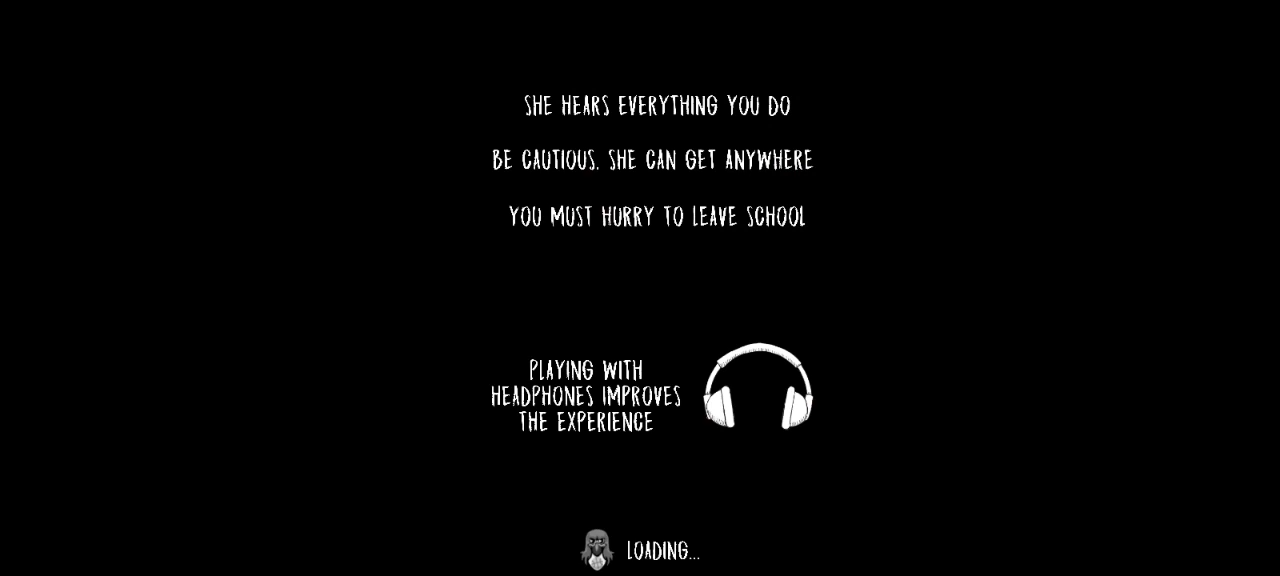 SHE HEARS EVERYTHING YOU DO
BE CAUTIOUS. SHE CAN GET ANYWHERE
YOU MUST HURRY TO LEAVE SCHOOL
PLAYING WITH
HEADPHONES IMPROVES
THE EXPERIENCE
LOADING...